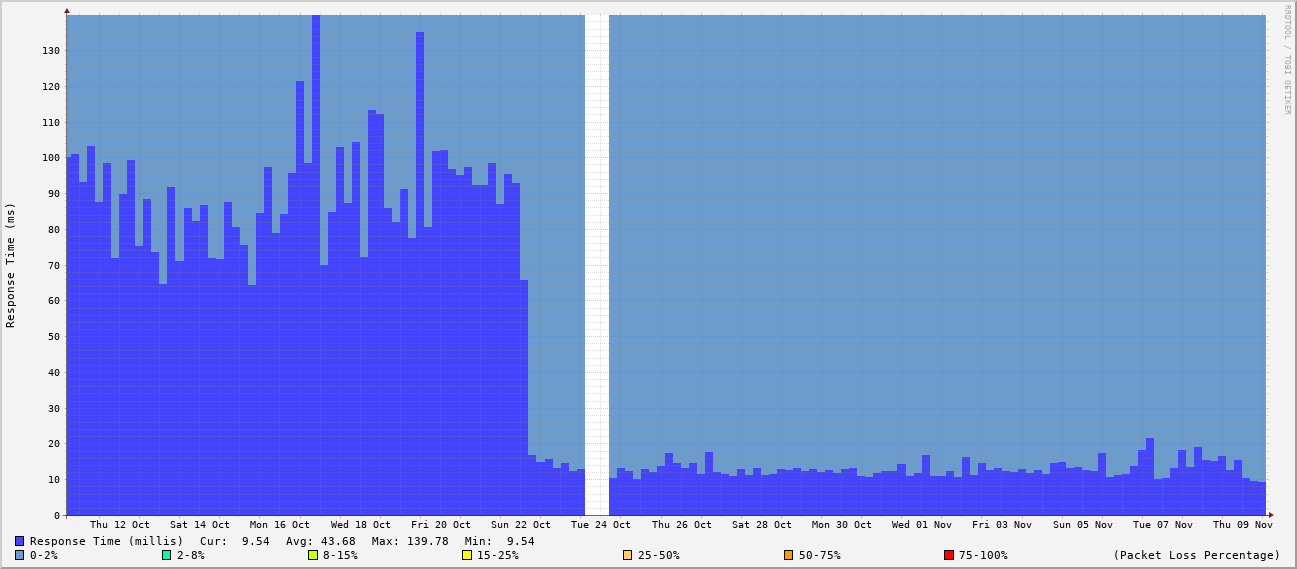 RRDTOOL / TOBI OETIKER
Response Time (ms)
130
120
110
100
90
80
70
60
50
40
30
20
10
0
Thu 12 Oct Sat 14 Oct Mon 16 Oct Wed 18 Oct Fri 20 Oct Sun 22 Oct Tue 24 Oct Thu 26 Oct Sat 28 Oct Mon 30 Oct Wed 01 Nov Fri 03 Nov Sun 05 Nov Tue 07 Nov Thu 09 Nov
Response Time (millis) Cur: 9.54 Avg: 43.68 Max: 139.78 Min: 9.54
0-2% 2-8% 8-15% 15-25% 25-50% 50-75% 75-100% (Packet Loss Percentage)